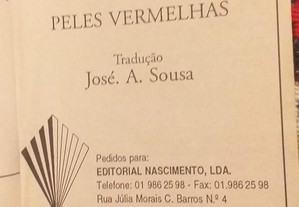 PELES VERMELHAS
Tradução
José. A. Sousa
Pedidos para:
EDITORIAL NASCIMENTO, LDA.
Telefone: 01 986 25 98 - Fax: 01.986 25 98
Rua Júlia Morais C. Barros N.º 4